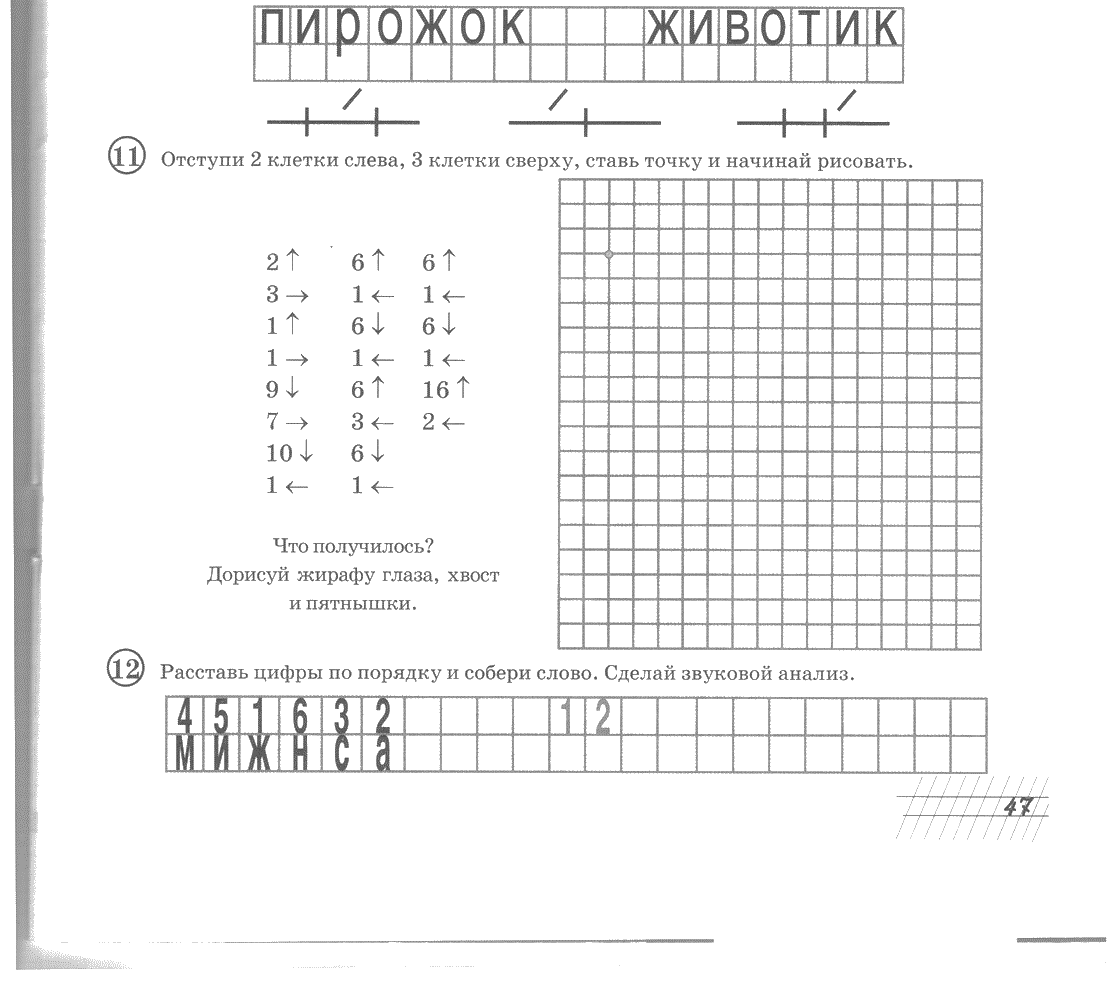 пирожок животик
11 Отступи 2 клетки слева, 3 клетки сверху, ставь точку и начинай рисовать.
2↑ 6↑ 6↑
3→ 1← 1←
1↑ 6↓ 6↓
1→ 1← 1←
9↓ 6↑ 16↑
7→ 3← 2←
10↓ 6↓
1← 1←
Что получилось?
Дорисуй жирафу глаза, хвост
и пятнышки.
12 Расставь цифры по порядку и собери слово. Сделай звуковой анализ.
4 5 1 6 3 2 1 2
м и ж н с а
47